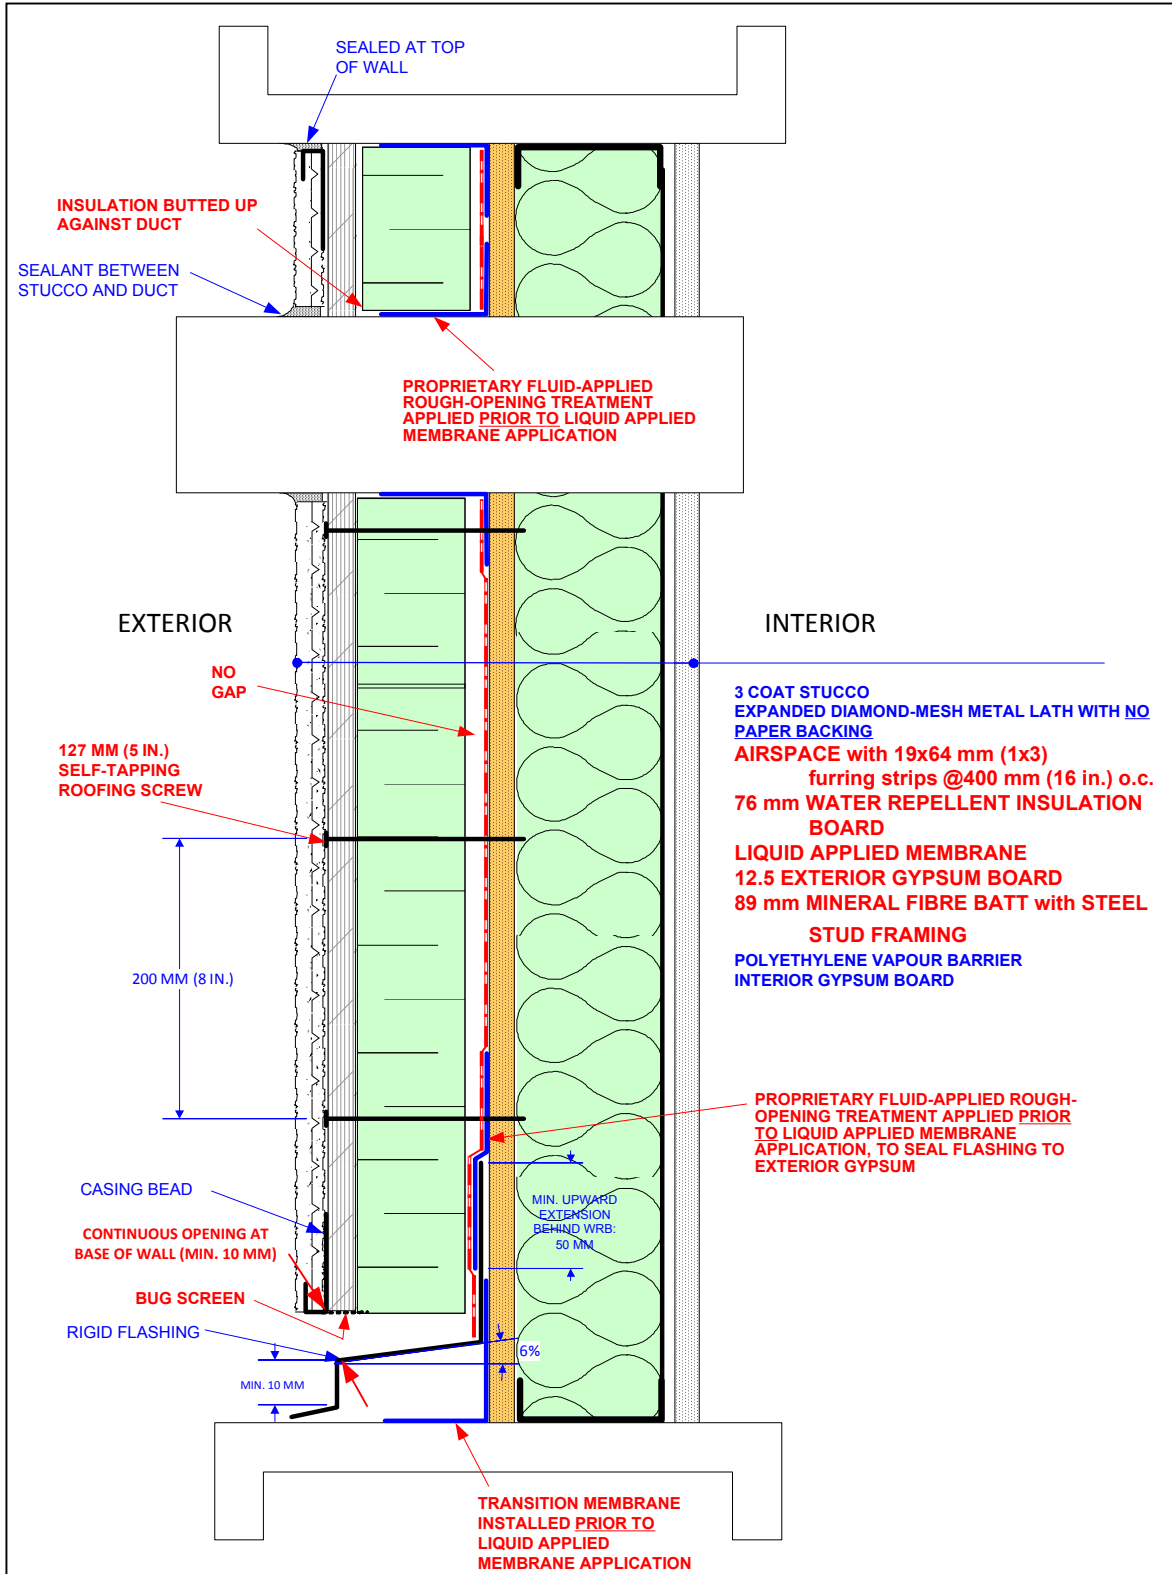 SEALED AT TOP
OF WALL
INSULATION BUTTED UP
AGAINST DUCT
SEALANT BETWEEN
STUCCO AND DUCT
PROPRIETARY FLUID-APPLIED
ROUGH-OPENING TREATMENT
APPLIED PRIOR TO LIQUID APPLIED
MEMBRANE APPLICATION
EXTERIOR
INTERIOR
NO
GAP
127 MM (5 IN.)
SELF-TAPPING
ROOFING SCREW
3 COAT STUCCO
EXPANDED DIAMOND-MESH METAL LATH WITH NO
PAPER BACKING
AIRSPACE with 19x64 mm (1x3)
furring strips @400 mm (16 in.) o.c.
76 mm WATER REPELLENT INSULATION
BOARD
LIQUID APPLIED MEMBRANE
12.5 EXTERIOR GYPSUM BOARD
89 mm MINERAL FIBRE BATT with STEEL
STUD FRAMING
POLYETHYLENE VAPOUR BARRIER
INTERIOR GYPSUM BOARD
200 MM (8 IN.)
PROPRIETARY FLUID-APPLIED ROUGH-
OPENING TREATMENT APPLIED PRIOR
TO LIQUID APPLIED MEMBRANE
APPLICATION, TO SEAL FLASHING TO
EXTERIOR GYPSUM
CASING BEAD
MIN. UPWARD
EXTENSION
BEHIND WRB:
50 MM
CONTINUOUS OPENING AT
BASE OF WALL (MIN. 10 MM)
BUG SCREEN
RIGID FLASHING
6%
MIN. 10 MM
TRANSITION MEMBRANE
INSTALLED PRIOR TO
LIQUID APPLIED
MEMBRANE APPLICATION